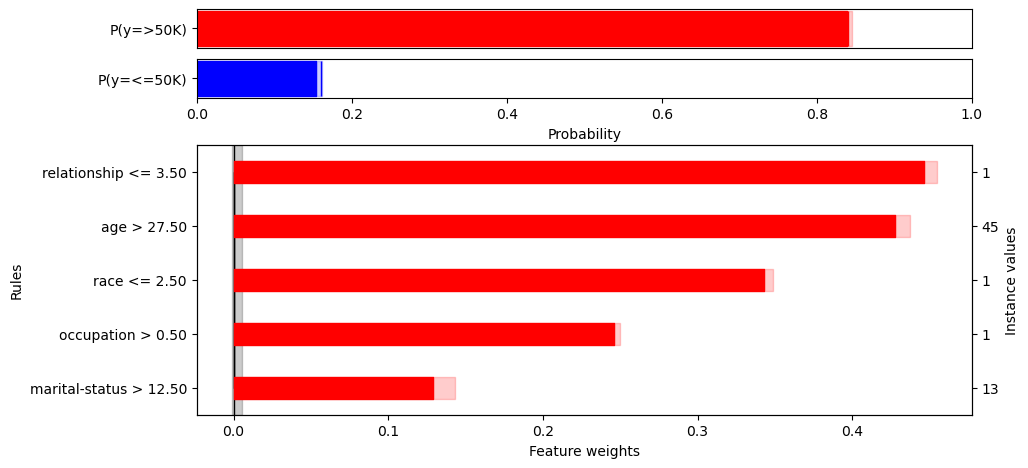 P(y=>50K)
P(y=<=50K)
0.0 0.2 0.4 0.6 0.8 1.0
Probability
relationship <= 3.50 1
age > 27.50 45
race <= 2.50 1
occupation > 0.50 1
marital-status > 12.50 13
Rules
Instance values
0.0 0.1 0.2 0.3 0.4
Feature weights